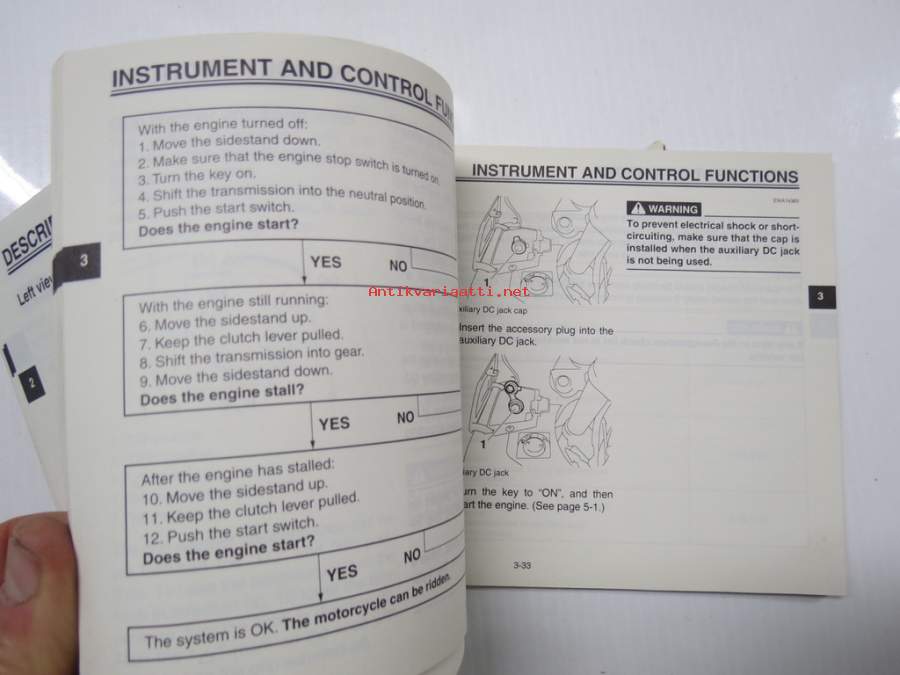 DESCRI
Left view
2
INSTRUMENT AND CONTROL FUN
With the engine turned off:
1. Move the sidestand down.
2. Make sure that the engine stop switch is turned on.
3. Turn the key on.
4. Shift the transmission into the neutral position.
5. Push the start switch.
Does the engine start?
3
YES
NO
With the engine still running:
6. Move the sidestand up.
7. Keep the clutch lever pulled.
8. Shift the transmission into gear.
9. Move the sidestand down.
Does the engine stall?
YES
NO
After the engine has stalled:
10. Move the sidestand up.
11. Keep the clutch lever pulled.
12. Push the start switch.
Does the engine start?
YES
NO
The system is OK. The motorcycle can be ridden.
Antikvariaatti.net
INSTRUMENT AND CONTROL FUNCTIONS
1
xiliary DC jack cap
Insert the accessory plug into the
auxiliary DC jack.
1
iary DC jack
urn the key to “ON”, and then
art the engine. (See page 5-1.)
WARNING
To prevent electrical shock or short-
circuiting, make sure that the cap is
installed when the auxiliary DC jack
is not being used.
3
3-33